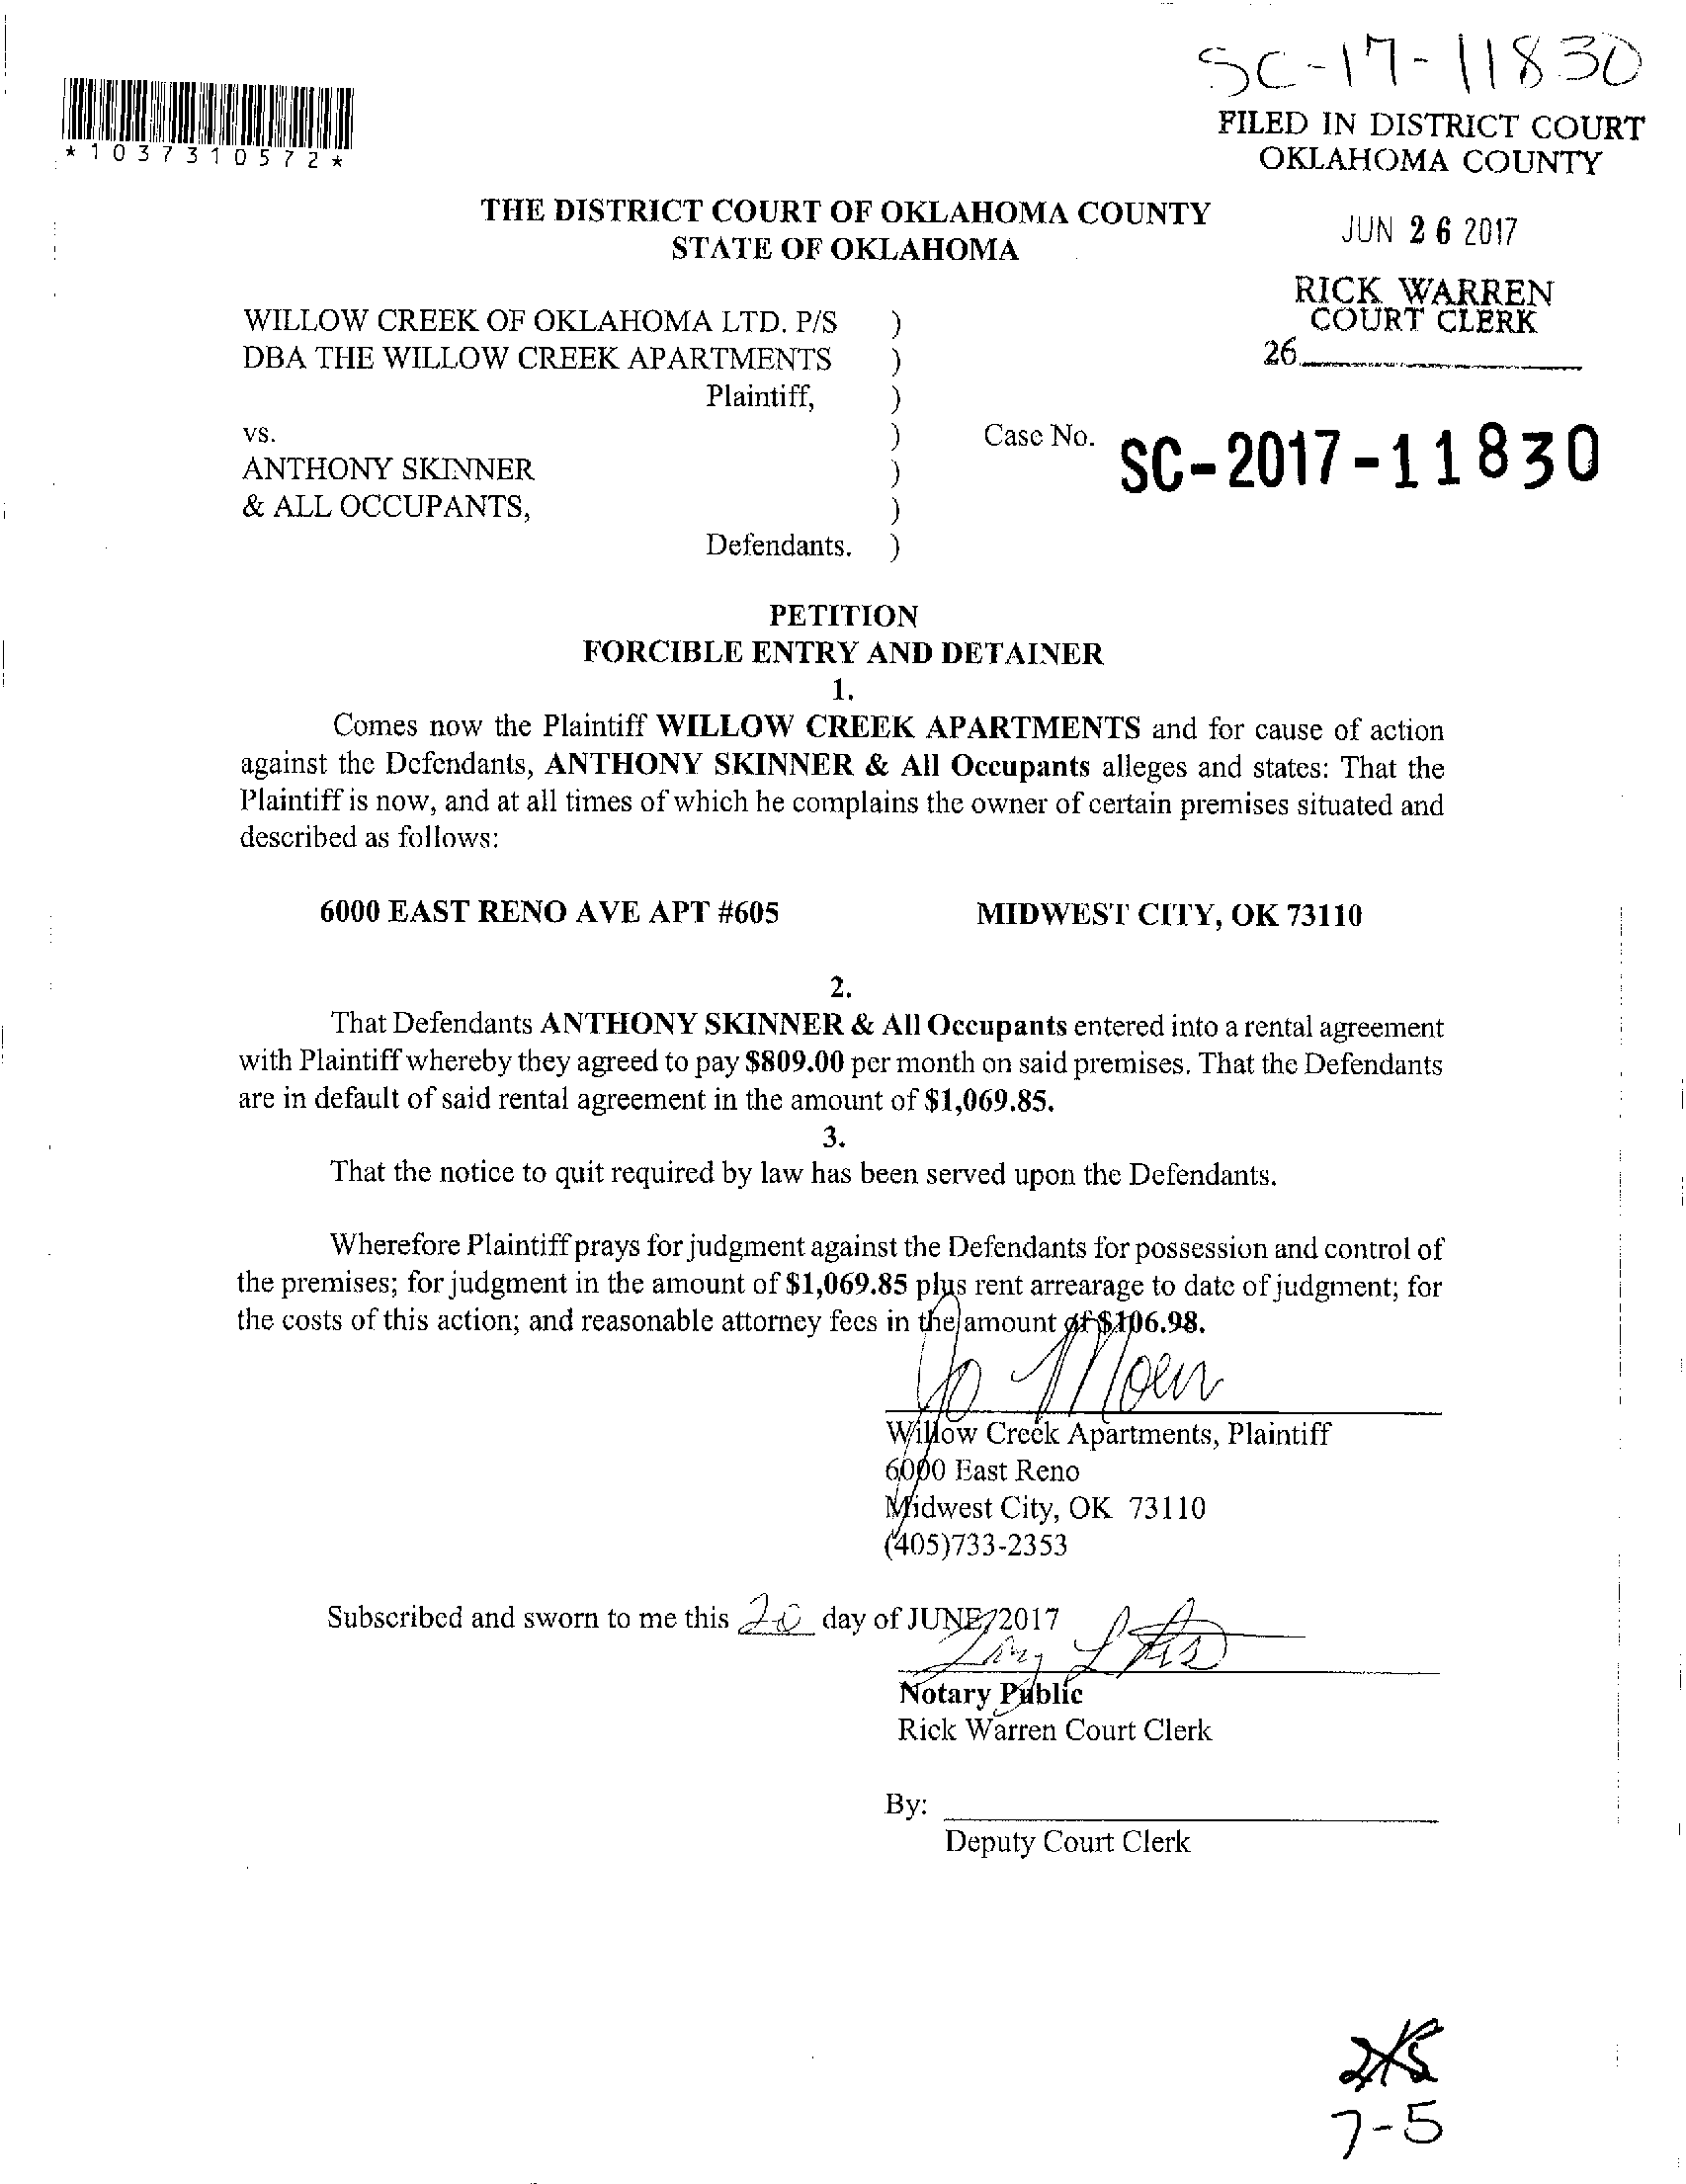 SC-17-11830
*1037310572*
FILED IN DISTRICT COURT
OKLAHOMA COUNTY
THE DISTRICT COURT OF OKLAHOMA COUNTY
STATE OF OKLAHOMA
JUN 26 2017
RICK WARREN
COURT CLERK
26
WILLOW CREEK OF OKLAHOMA LTD. P/S )
DBA THE WILLOW CREEK APARTMENTS )
Plaintiff, )
vs. ) Case No. SC-2017-11830
ANTHONY SKINNER )
& ALL OCCUPANTS, )
Defendants. )
PETITION
FORCIBLE ENTRY AND DETAINER
1.
Comes now the Plaintiff WILLOW CREEK APARTMENTS and for cause of action
against the Defendants, ANTHONY SKINNER & All Occupants alleges and states: That the
Plaintiff is now, and at all times of which he complains the owner of certain premises situated and
described as follows:
6000 EAST RENO AVE APT #605 MIDWEST CITY, OK 73110
2.
That Defendants ANTHONY SKINNER & All Occupants entered into a rental agreement
with Plaintiff whereby they agreed to pay $809.00 per month on said premises. That the Defendants
are in default of said rental agreement in the amount of $1,069.85.
3.
That the notice to quit required by law has been served upon the Defendants.
Wherefore Plaintiff prays for judgment against the Defendants for possession and control of
the premises; for judgment in the amount of $1,069.85 plus rent arrearage to date of judgment; for
the costs of this action; and reasonable attorney fees in the amount of $106.98.
Jo Moen
Willow Creek Apartments, Plaintiff
6000 East Reno
Midwest City, OK 73110
(405)733-2353
Subscribed and sworn to me this day of JUNE, 2017
Notary Public
Rick Warren Court Clerk
By:
Deputy Court Clerk
7-5